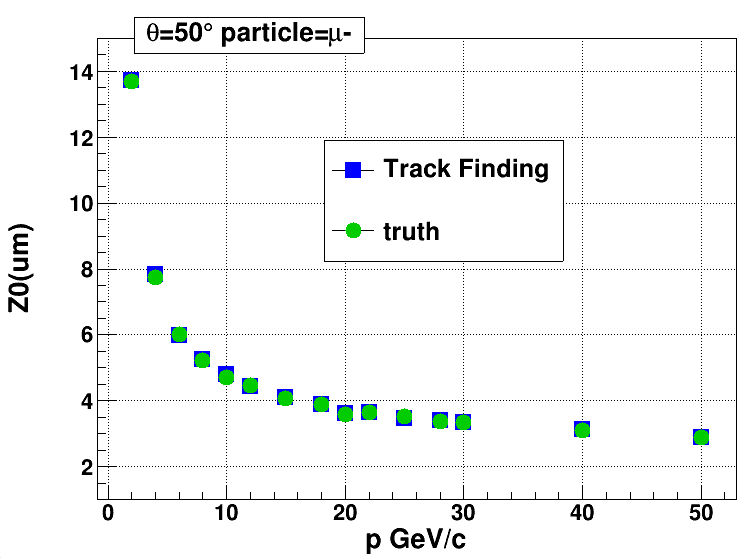 θ=50° particle=μ-
14
12
10
8
6
4
2
Z0(um)
Track Finding
truth
0 10 20 30 40 50
p GeV/c